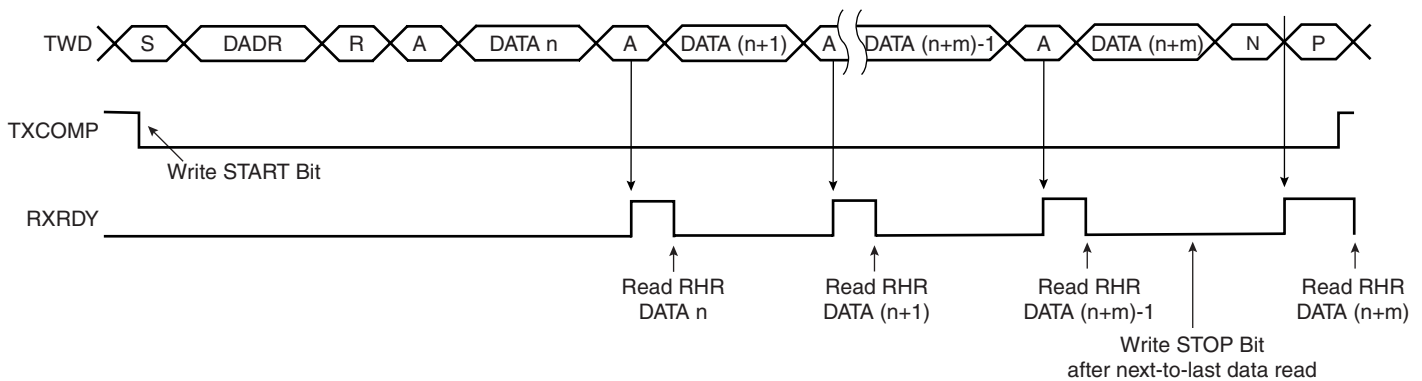 TWD S DADR R A DATA n A DATA (n+1) A DATA (n+m)-1 A DATA (n+m) N P
TXCOMP
Write START Bit
RXRDY
Read RHR
DATA n
Read RHR
DATA (n+1)
Read RHR
DATA (n+m)-1
Read RHR
DATA (n+m)
Write STOP Bit
after next-to-last data read